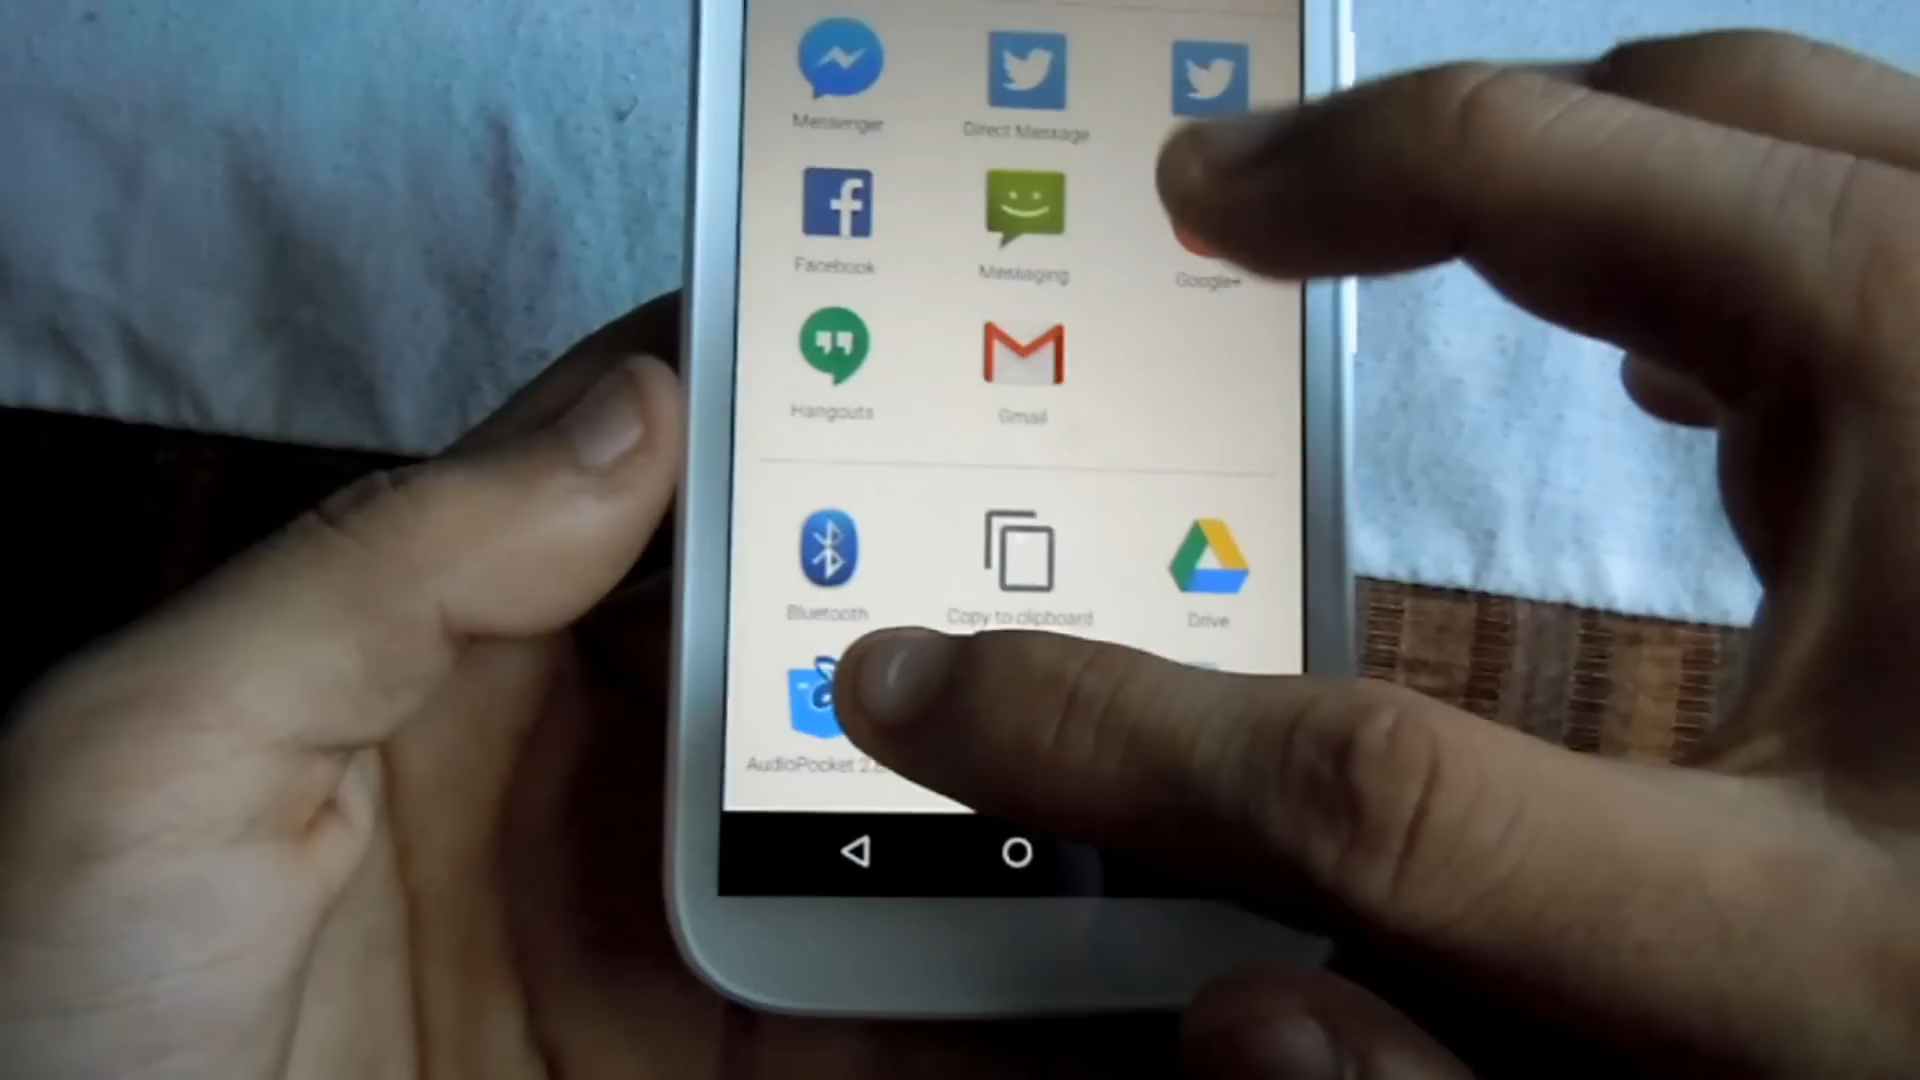 Messenger
Direct Message
Facebook
Messaging
Google+
Hangouts
Gmail
Bluetooth
Copy to clipboard
Drive
AudioPocket